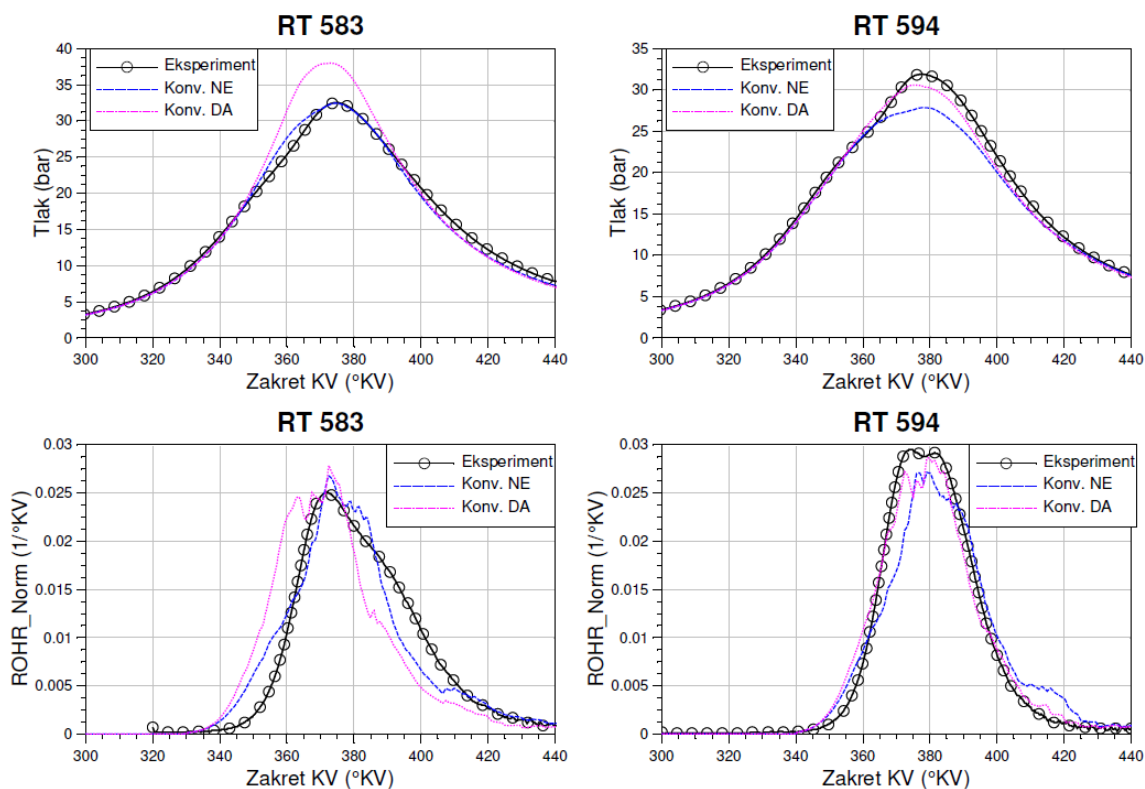 RT 583
40
35
30
25
20
15
10
5
0
Tlak (bar)
Eksperiment
Konv. NE
Konv. DA
300 320 340 360 380 400 420 440
Zakret KV (°KV)
RT 594
35
30
25
20
15
10
5
0
Tlak (bar)
Eksperiment
Konv. NE
Konv. DA
300 320 340 360 380 400 420 440
Zakret KV (°KV)
RT 583
0.03
0.025
0.02
0.015
0.01
0.005
0
ROHR_Norm (1/°KV)
Eksperiment
Konv. NE
Konv. DA
300 320 340 360 380 400 420 440
Zakret KV (°KV)
RT 594
0.03
0.025
0.02
0.015
0.01
0.005
0
ROHR_Norm (1/°KV)
Eksperiment
Konv. NE
Konv. DA
300 320 340 360 380 400 420 440
Zakret KV (°KV)